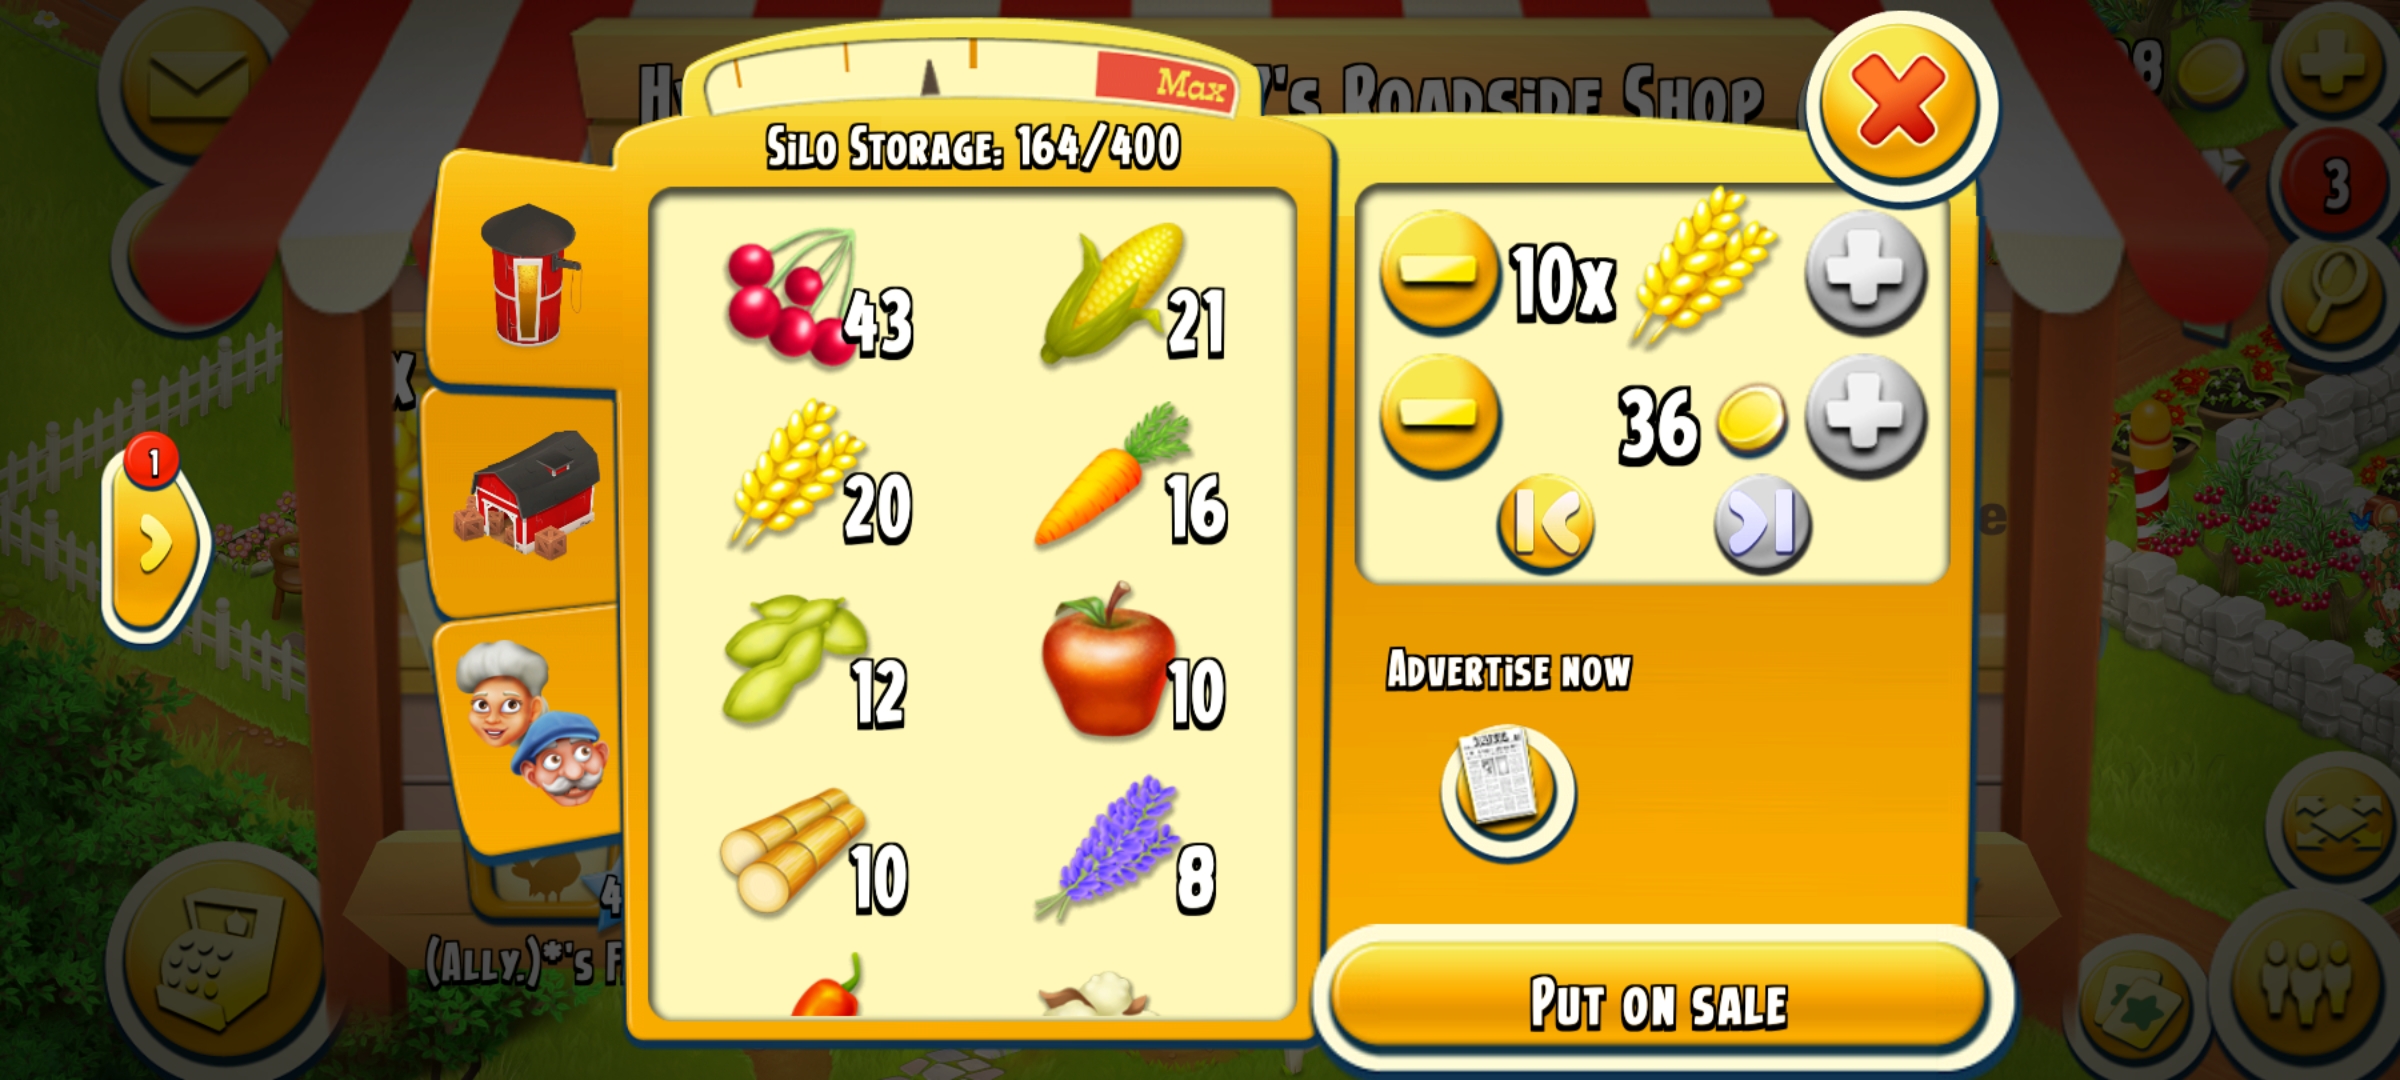 Max
's Roadside Shop
Silo Storage: 164/400
3
43
21
10x
20
16
36
1
12
10
Advertise now
10
8
(Ally.)*'s
Put on sale